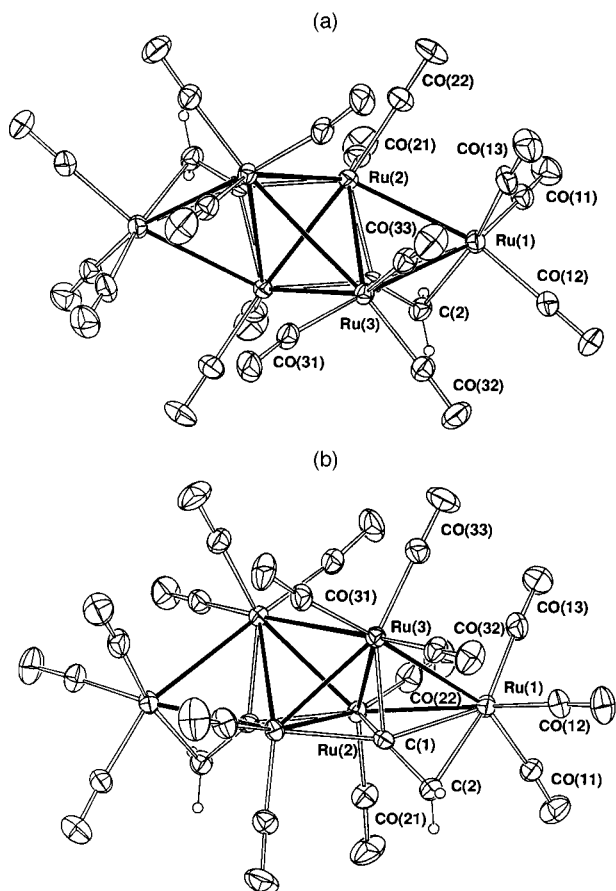 (a)
CO(22)
CO(21)
CO(13)
Ru(2)
CO(11)
CO(33)
Ru(1)
CO(12)
C(2)
Ru(3)
CO(31)
CO(32)
(b)
CO(33)
CO(31)
CO(13)
Ru(3)
CO(32)
Ru(1)
CO(22)
CO(12)
Ru(2)
C(1)
CO(11)
C(2)
CO(21)